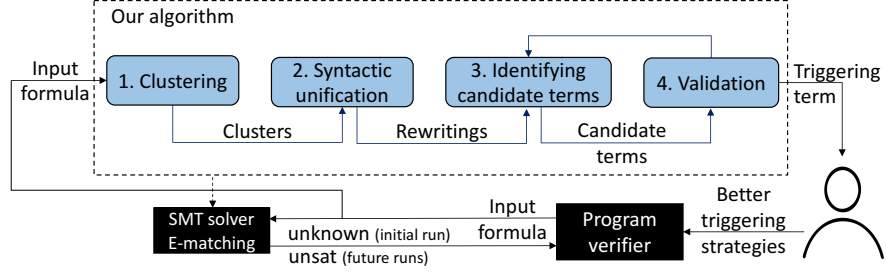 Our algorithm
Input
formula
1. Clustering
2. Syntactic
unification
3. Identifying
candidate terms
4. Validation
Triggering
term
Clusters
Rewritings
Candidate
terms
SMT solver
E-matching
unknown (initial run)
unsat (future runs)
Input
formula
Program
verifier
Better
triggering
strategies